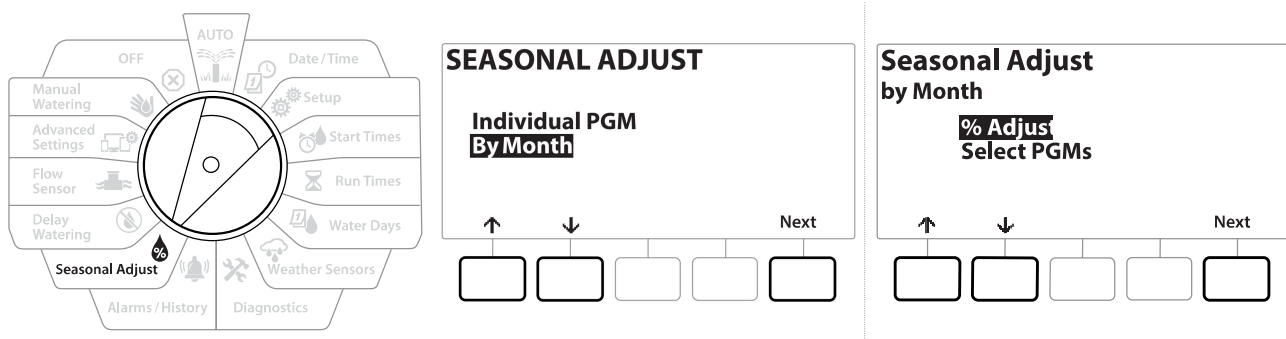 AUTO
OFF
Date/Time
Manual
Watering
1
Setup
Advanced
Settings
Start Times
Flow
Sensor
Run Times
Delay
Watering
1
Water Days
%
Seasonal Adjust
Weather Sensors
Alarms/History
Diagnostics
SEASONAL ADJUST
Individual PGM
By Month
↑ ↓ Next
Seasonal Adjust
by Month
% Adjust
Select PGMs
↑ ↓ Next